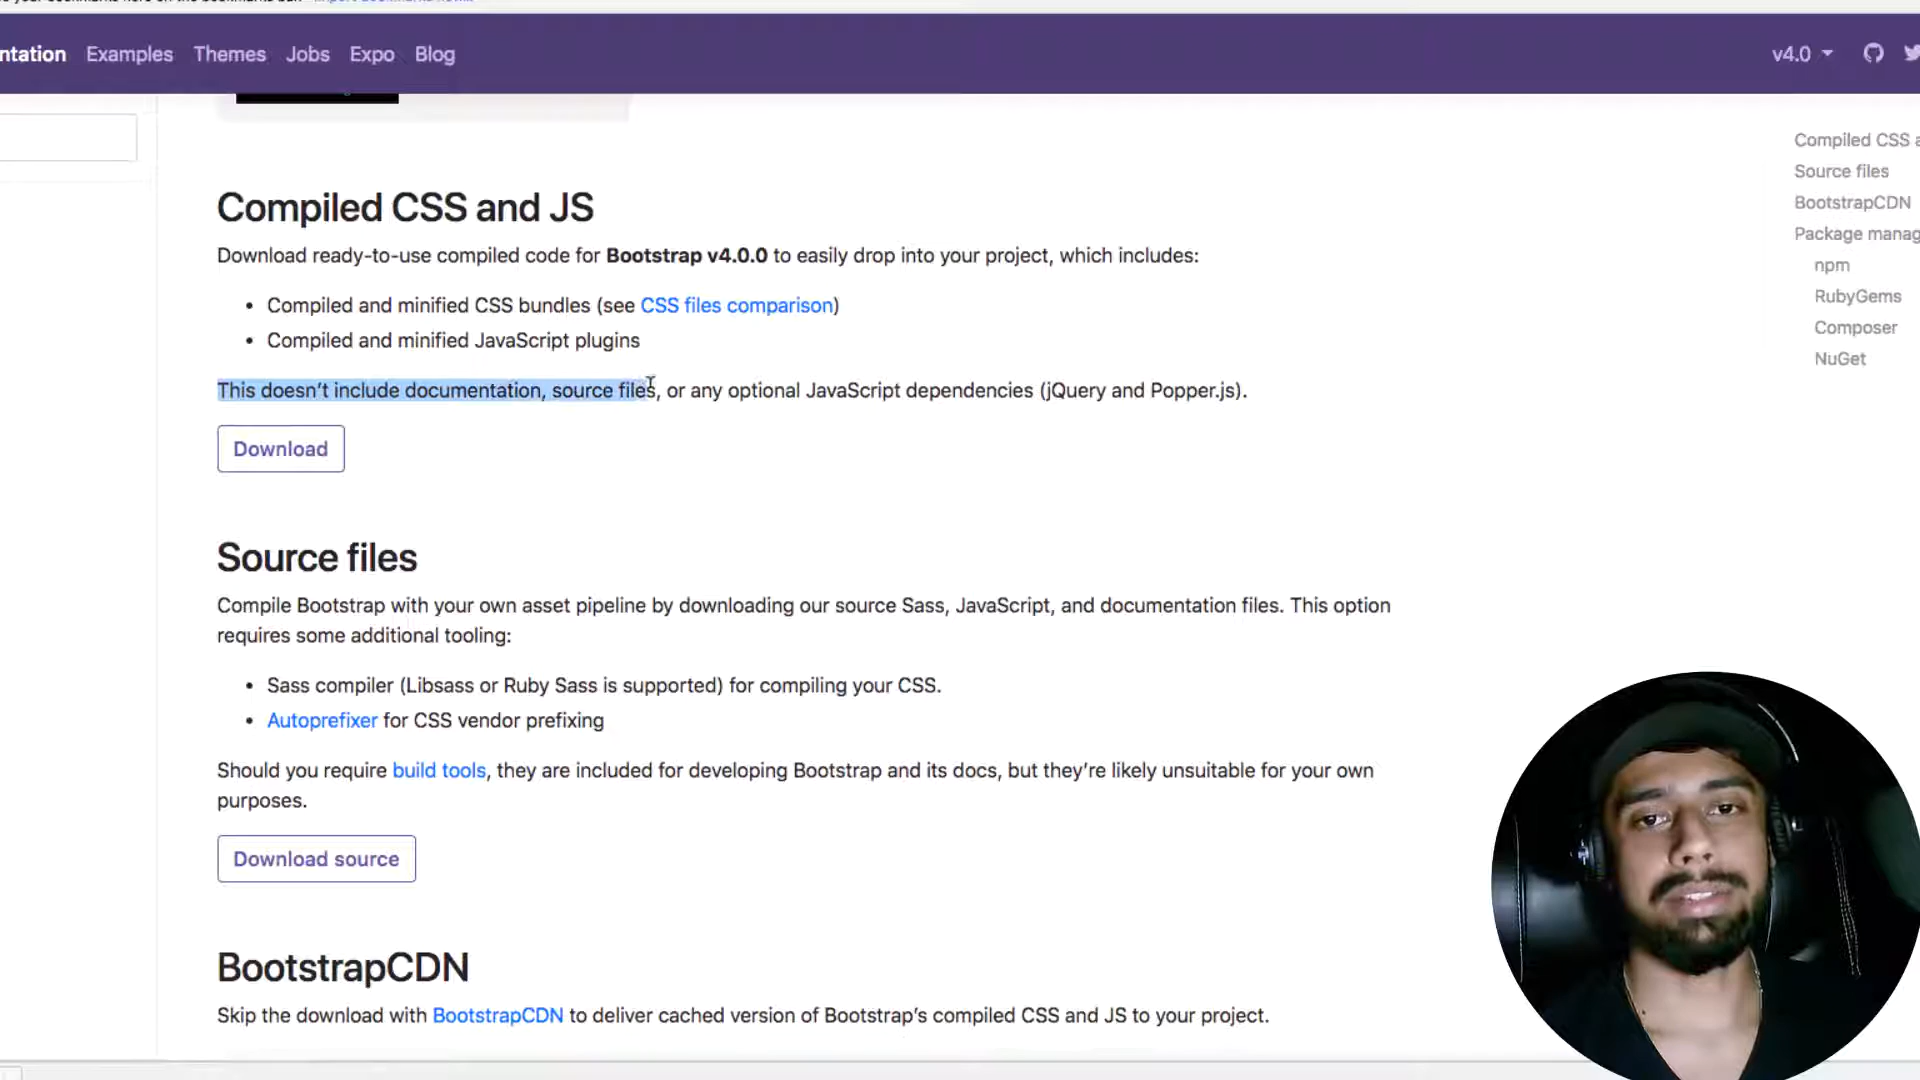 ntation Examples Themes Jobs Expo Blog v4.0
Compiled CSS and JS
Download ready-to-use compiled code for Bootstrap v4.0.0 to easily drop into your project, which includes:
• Compiled and minified CSS bundles (see CSS files comparison)
• Compiled and minified JavaScript plugins
This doesn’t include documentation, source files, or any optional JavaScript dependencies (jQuery and Popper.js).
Download
Source files
Compile Bootstrap with your own asset pipeline by downloading our source Sass, JavaScript, and documentation files. This option
requires some additional tooling:
• Sass compiler (Libsass or Ruby Sass is supported) for compiling your CSS.
• Autoprefixer for CSS vendor prefixing
Should you require build tools, they are included for developing Bootstrap and its docs, but they’re likely unsuitable for your own
purposes.
Download source
BootstrapCDN
Skip the download with BootstrapCDN to deliver cached version of Bootstrap’s compiled CSS and JS to your project.
Compiled CSS a
Source files
BootstrapCDN
Package manag
npm
RubyGems
Composer
NuGet